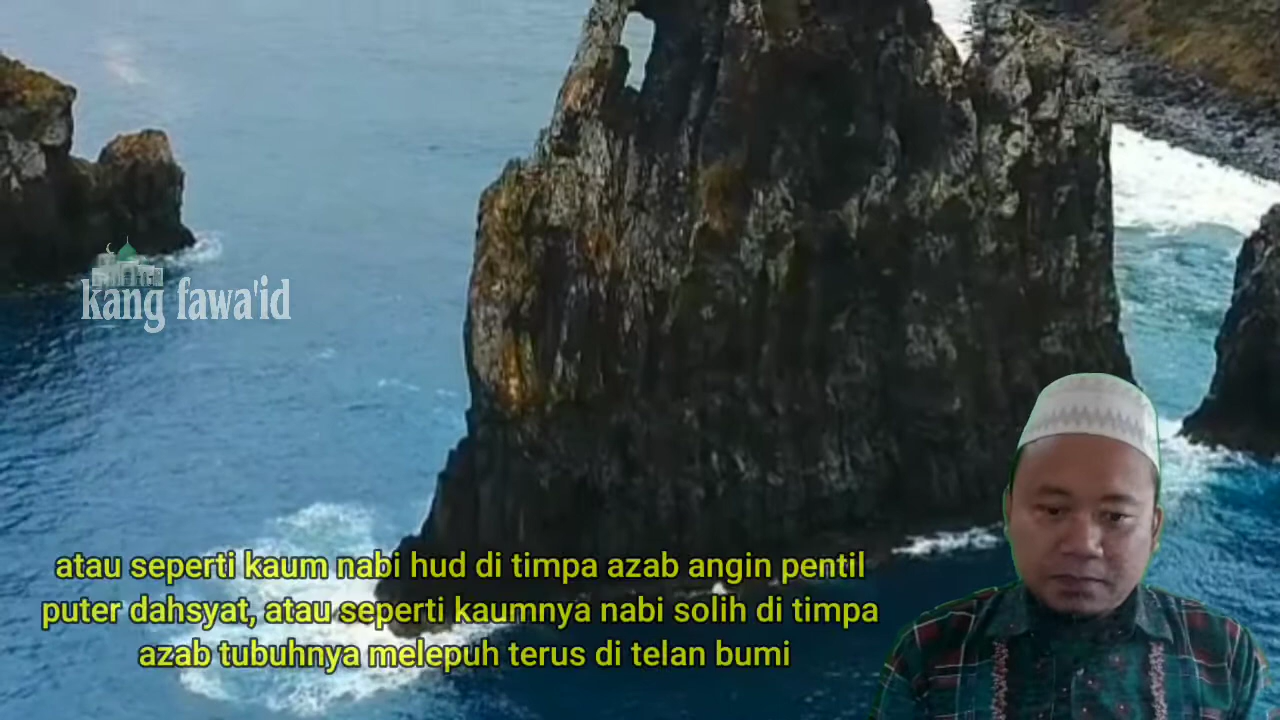 kang fawa'id
atau seperti kaum nabi hud di timpa azab angin pentil
puter dahsyat, atau seperti kaumnya nabi solih di timpa
azab tubuhnya melepuh terus di telan bumi